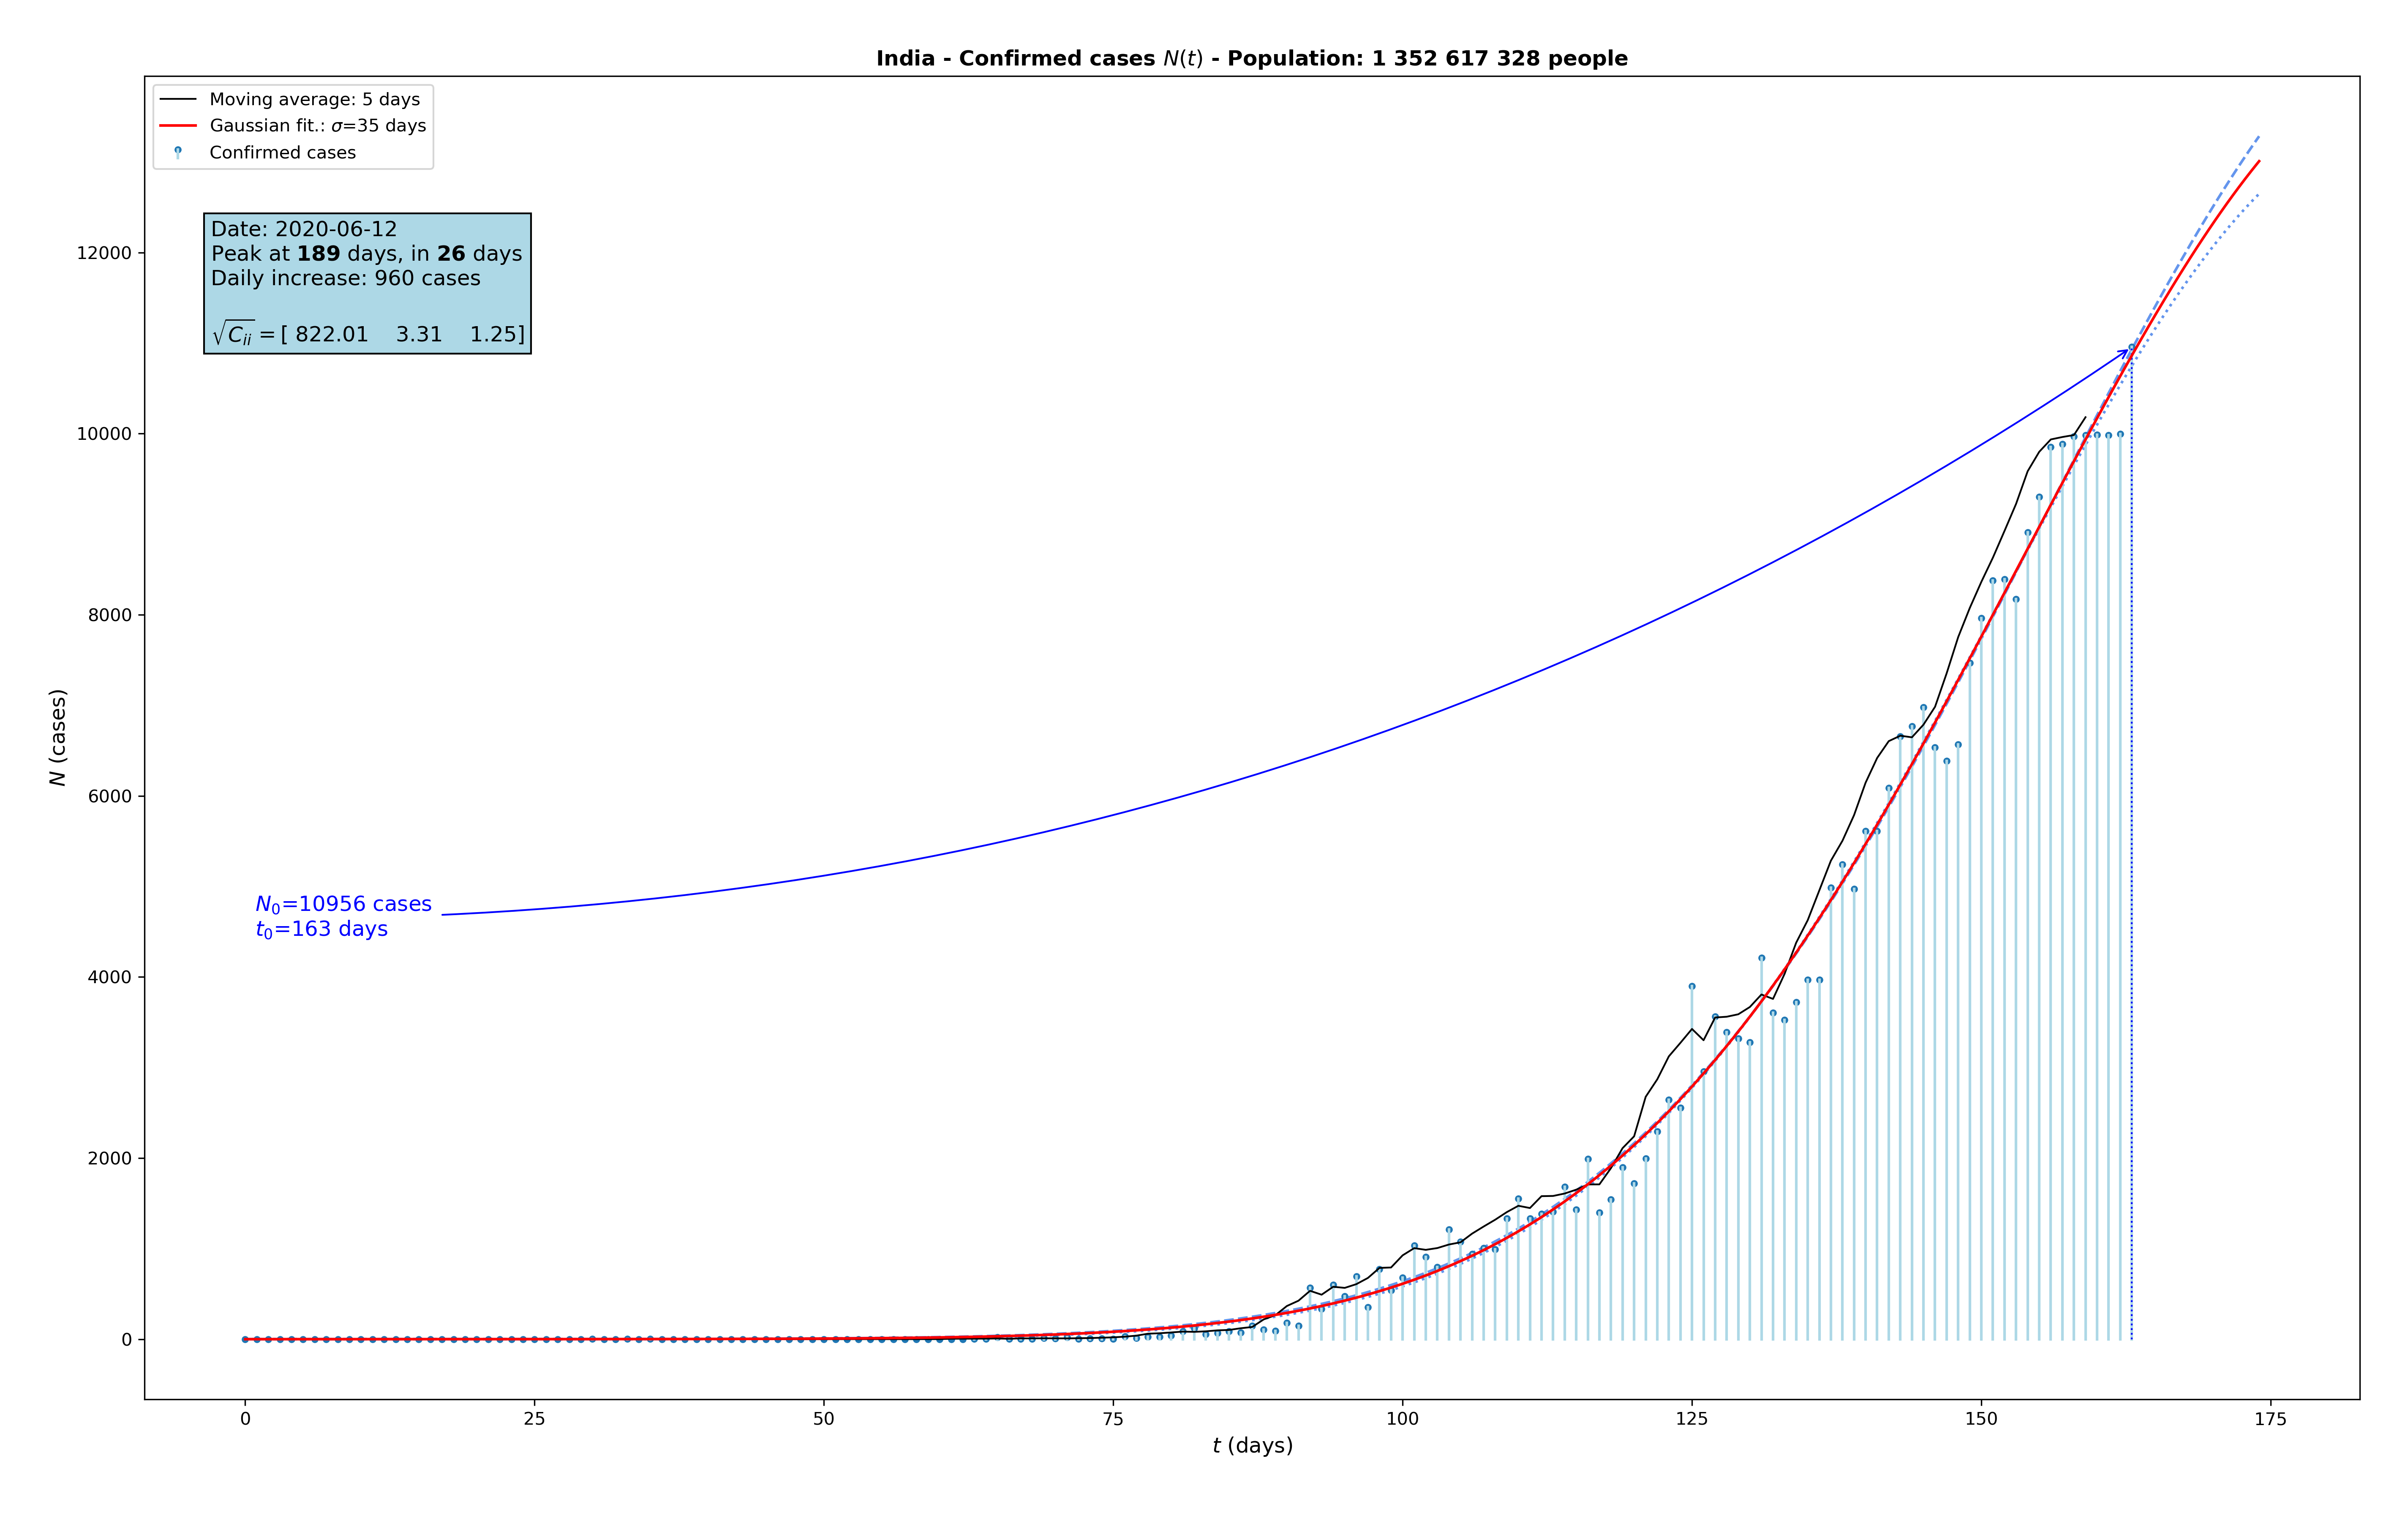 India - Confirmed cases N(t) - Population: 1 352 617 328 people
Moving average: 5 days
Gaussian fit.: σ=35 days
Confirmed cases
Date: 2020-06-12
Peak at 189 days, in 26 days
Daily increase: 960 cases
√Cᵢᵢ = [ 822.01 3.31 1.25]
N₀=10956 cases
t₀=163 days
N (cases)
12000
10000
8000
6000
4000
2000
0
0 25 50 75 100 125 150 175
t (days)